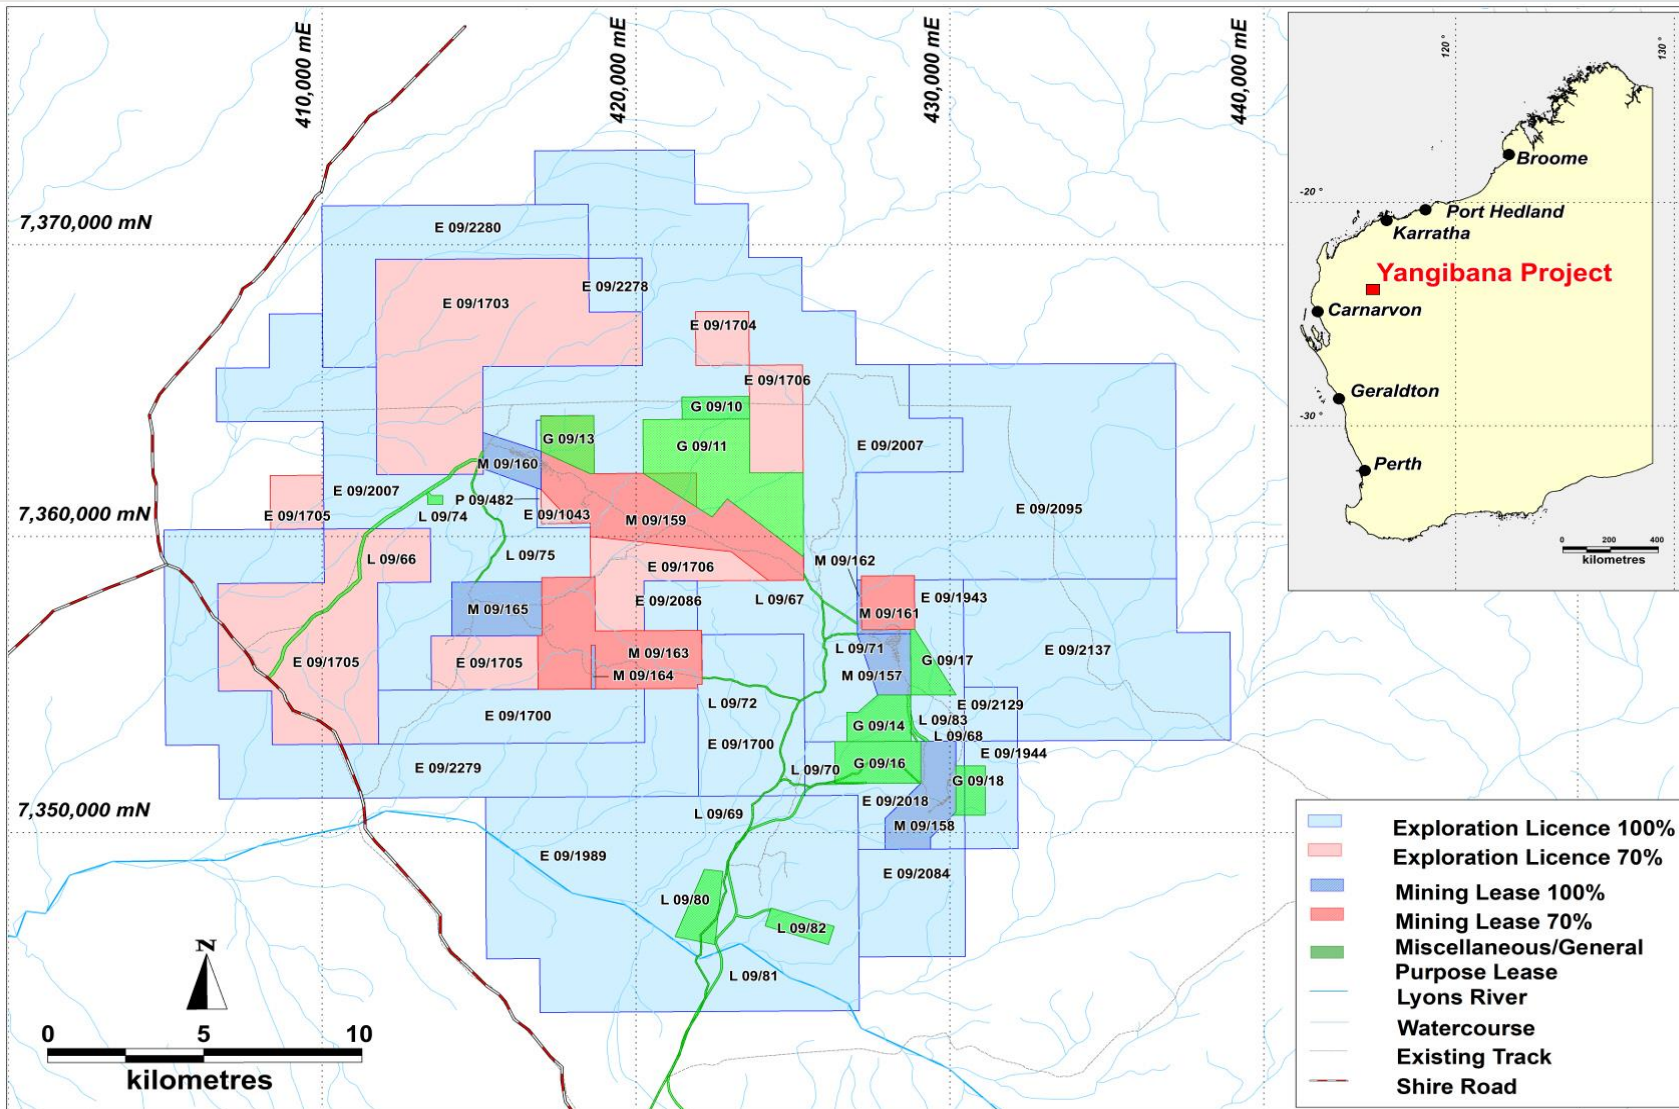 410,000 mE
420,000 mE
430,000 mE
440,000 mE
7,370,000 mN
7,360,000 mN
7,350,000 mN
E 09/2280
E 09/2278
E 09/1703
E 09/1704
E 09/1706
G 09/10
G 09/13
G 09/11
E 09/2007
M 09/160
E 09/2007
P 09/482
L 09/74
E 09/1705
E 09/1043
M 09/159
E 09/2095
L 09/66
L 09/75
M 09/162
E 09/1706
M 09/165
E 09/2086
L 09/67
E 09/1943
M 09/161
E 09/1705
E 09/1705
M 09/163
M 09/164
L 09/71
G 09/17
M 09/157
E 09/2137
E 09/1700
L 09/72
E 09/2129
G 09/14
L 09/83
L 09/68
E 09/1700
E 09/1944
E 09/2279
L 09/70
G 09/16
G 09/18
E 09/2018
L 09/69
M 09/158
E 09/1989
E 09/2084
L 09/80
L 09/82
L 09/81
N
0 5 10
kilometres
120 °
130 °
-20 °
-30 °
Broome
Port Hedland
Karratha
Yangibana Project
Carnarvon
Geraldton
Perth
0 200 400
kilometres
Exploration Licence 100%
Exploration Licence 70%
Mining Lease 100%
Mining Lease 70%
Miscellaneous/General
Purpose Lease
Lyons River
Watercourse
Existing Track
Shire Road